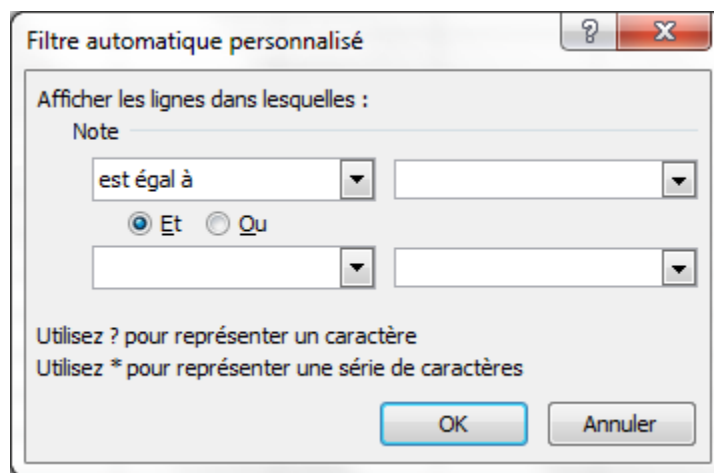 Filtre automatique personnalisé
?
Afficher les lignes dans lesquelles :
Note
est égal à
Et Ou
Utilisez ? pour représenter un caractère
Utilisez * pour représenter une série de caractères
OK Annuler